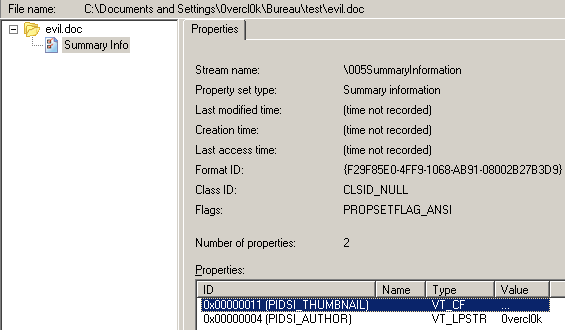 File name: C:\Documents and Settings\0vercl0k\Bureau\test\evil.doc
evil.doc
Summary Info
Properties
Stream name: \005SummaryInformation
Property set type: Summary information
Last modified time: (time not recorded)
Creation time: (time not recorded)
Last access time: (time not recorded)
Format ID: {F29F85E0-4FF9-1068-AB91-08002B27B3D9}
Class ID: CLSID_NULL
Flags: PROPSETFLAG_ANSI
Number of properties: 2
Properties:
ID Name Type Value
0x00000011 (PIDSI_THUMBNAIL) VT_CF ...
0x00000004 (PIDSI_AUTHOR) VT_LPSTR 0vercl0k